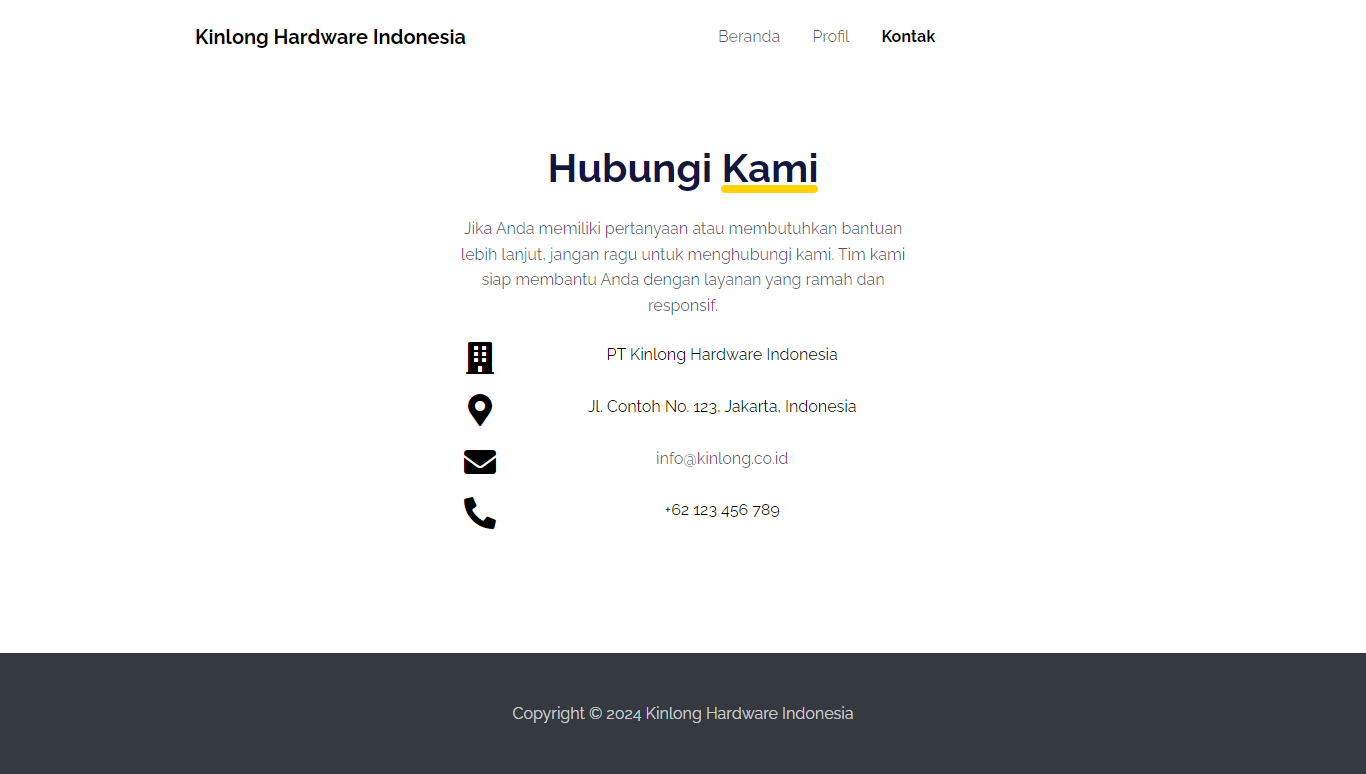 Kinlong Hardware Indonesia
Beranda Profil Kontak
Hubungi Kami
Jika Anda memiliki pertanyaan atau membutuhkan bantuan
lebih lanjut, jangan ragu untuk menghubungi kami. Tim kami
siap membantu Anda dengan layanan yang ramah dan
responsif.
PT Kinlong Hardware Indonesia
Jl. Contoh No. 123, Jakarta, Indonesia
info@kinlong.co.id
+62 123 456 789
Copyright © 2024 Kinlong Hardware Indonesia